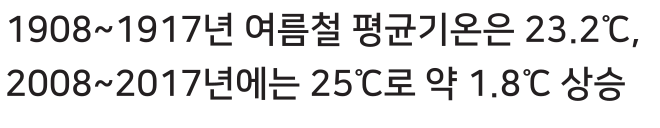 1908~1917년 여름철 평균기온은 23.2℃,
2008~2017년에는 25℃로 약 1.8℃ 상승